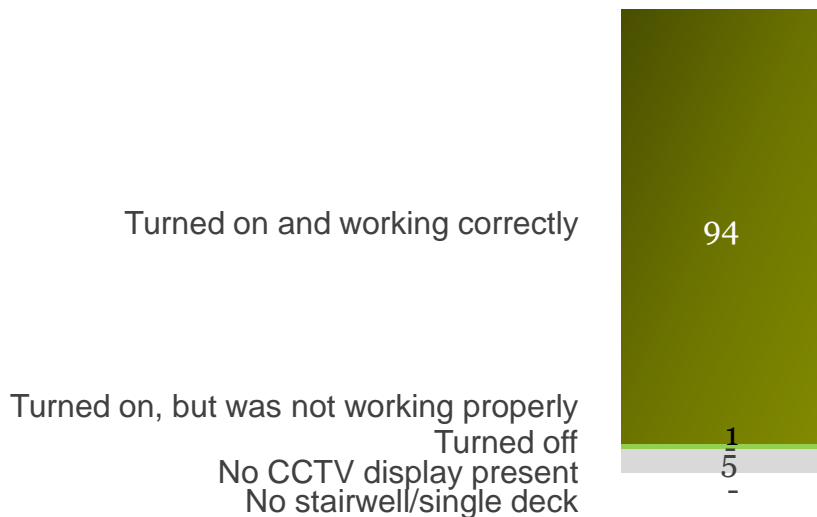 Turned on and working correctly
94
Turned on, but was not working properly
1
Turned off
-
No CCTV display present
5
No stairwell/single deck
-